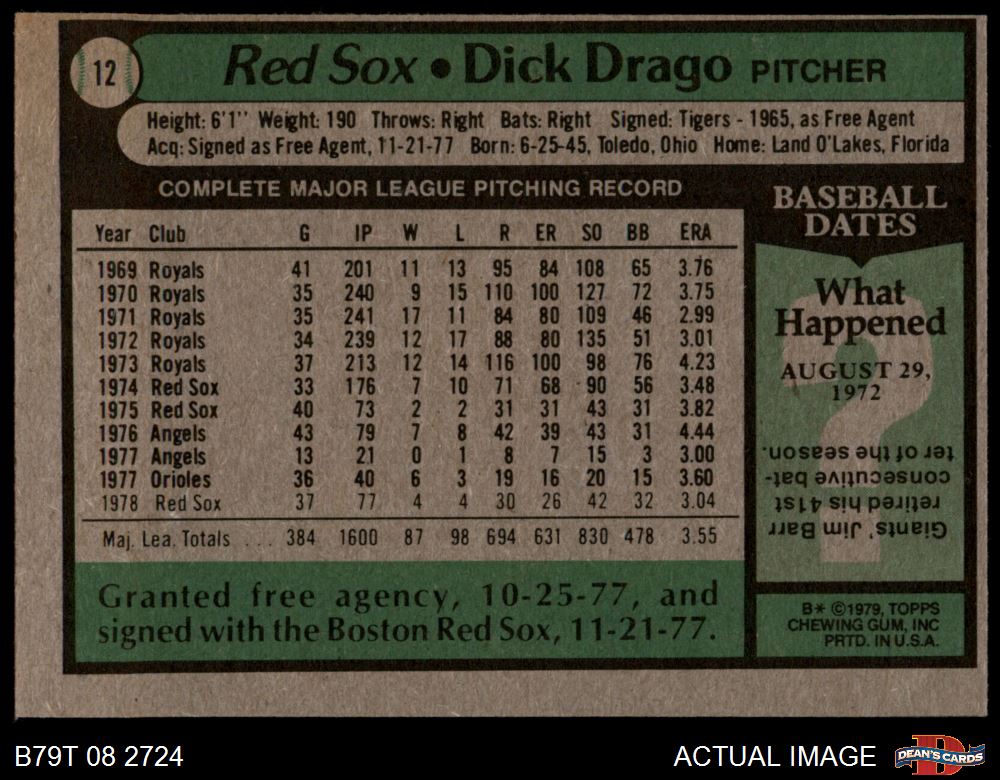 12
Red Sox • Dick Drago PITCHER
Height: 6'1" Weight: 190 Throws: Right Bats: Right Signed: Tigers - 1965, as Free Agent
Acq: Signed as Free Agent, 11-21-77 Born: 6-25-45, Toledo, Ohio Home: Land O'Lakes, Florida
COMPLETE MAJOR LEAGUE PITCHING RECORD
Year Club G IP W L R ER SO BB ERA
1969 Royals 41 201 11 13 95 84 108 65 3.76
1970 Royals 35 240 9 15 110 100 127 72 3.75
1971 Royals 35 241 17 11 84 80 109 46 2.99
1972 Royals 34 239 12 17 88 80 135 51 3.01
1973 Royals 37 213 12 14 116 100 98 76 4.23
1974 Red Sox 33 176 7 10 71 68 90 56 3.48
1975 Red Sox 40 73 2 2 31 31 43 31 3.82
1976 Angels 43 79 7 8 42 39 43 31 4.44
1977 Angels 13 21 0 1 8 7 15 3 3.00
1977 Orioles 36 40 6 3 19 16 20 15 3.60
1978 Red Sox 37 77 4 4 30 26 42 32 3.04
Maj. Lea. Totals ... 384 1600 87 98 694 631 830 478 3.55
Granted free agency, 10-25-77, and
signed with the Boston Red Sox, 11-21-77.
BASEBALL
DATES
What
Happened
AUGUST 29,
1972
Giants' Jim Barr
retired his 41st
consecutive bat-
ter of the season.
B* ©1979, TOPPS
CHEWING GUM, INC
PRTD. IN U.S.A.
B79T 08 2724
ACTUAL IMAGE
D
DEAN'S CARDS